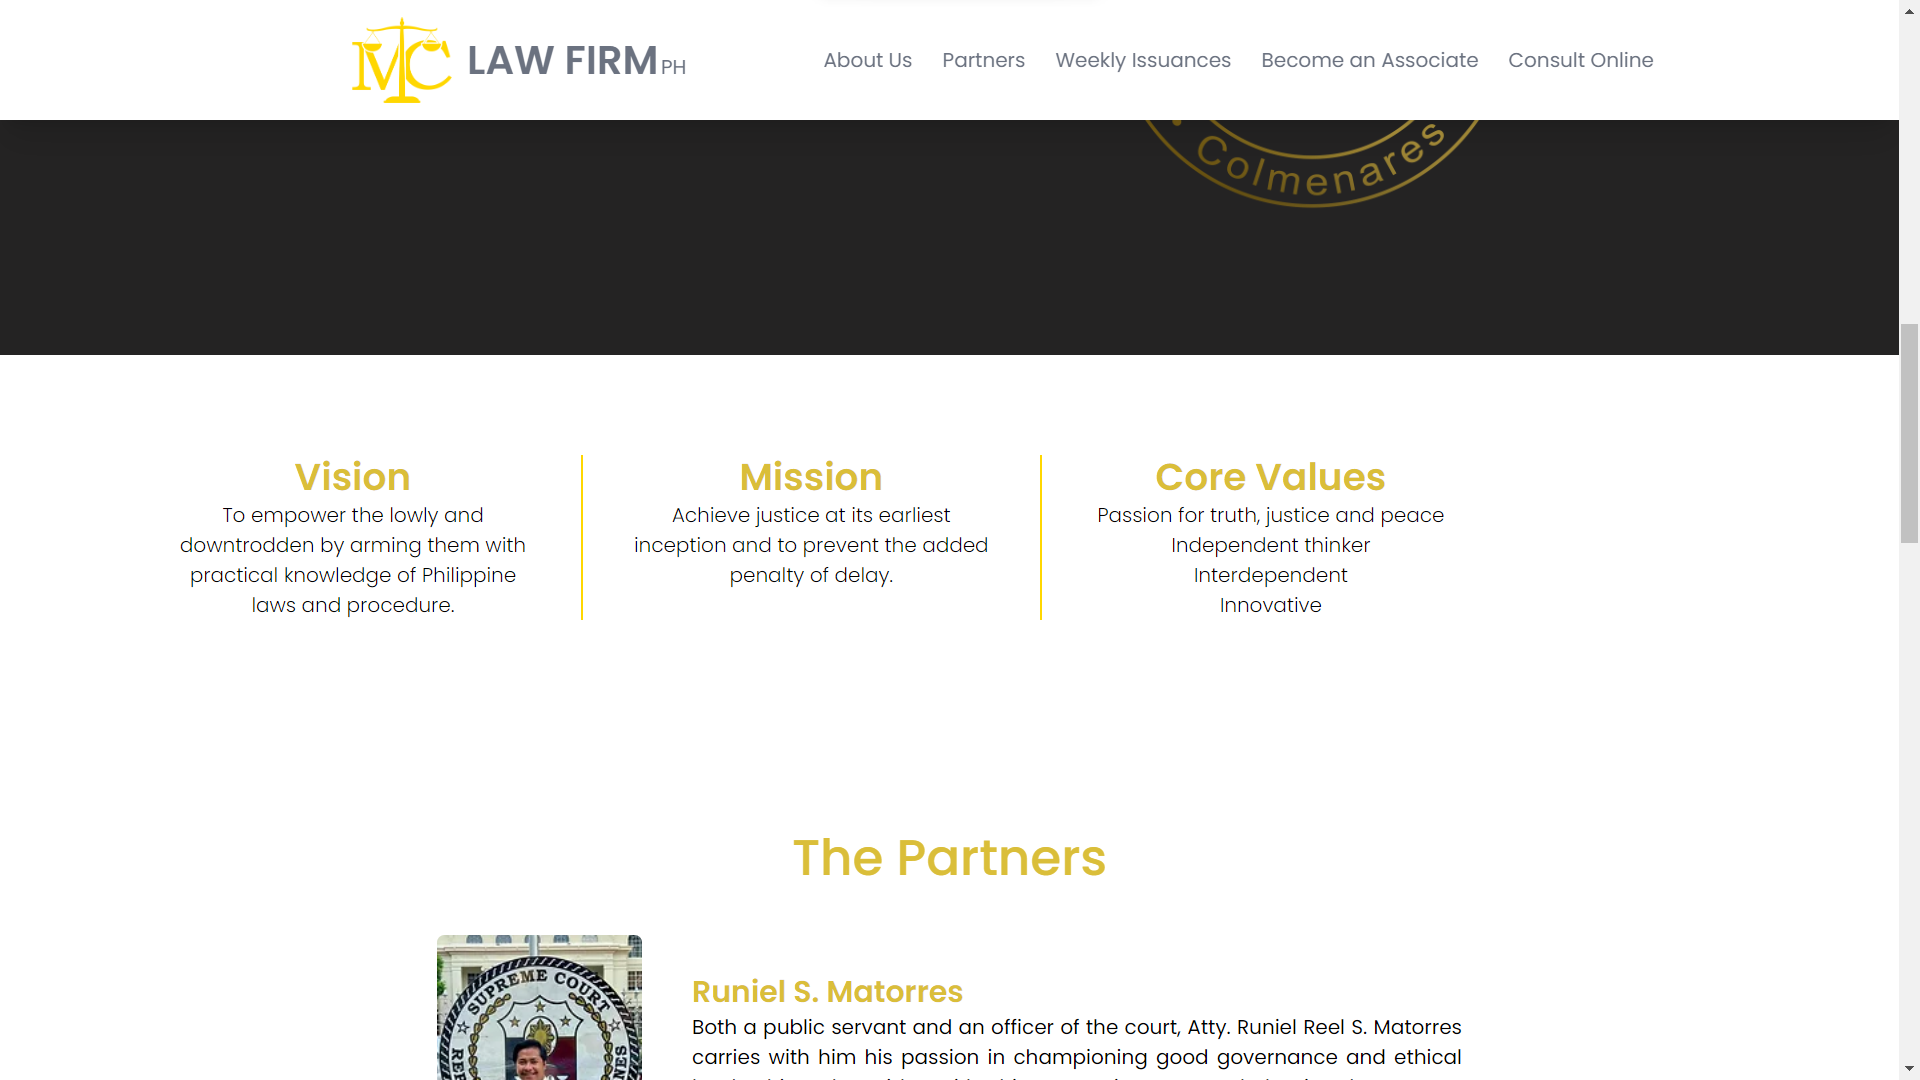 MC LAW FIRM PH
About Us Partners Weekly Issuances Become an Associate Consult Online
Colmenares
Vision
To empower the lowly and
downtrodden by arming them with
practical knowledge of Philippine
laws and procedure.
Mission
Achieve justice at its earliest
inception and to prevent the added
penalty of delay.
Core Values
Passion for truth, justice and peace
Independent thinker
Interdependent
Innovative
The Partners
SUPREME COURT
Runiel S. Matorres
Both a public servant and an officer of the court, Atty. Runiel Reel S. Matorres
carries with him his passion in championing good governance and ethical